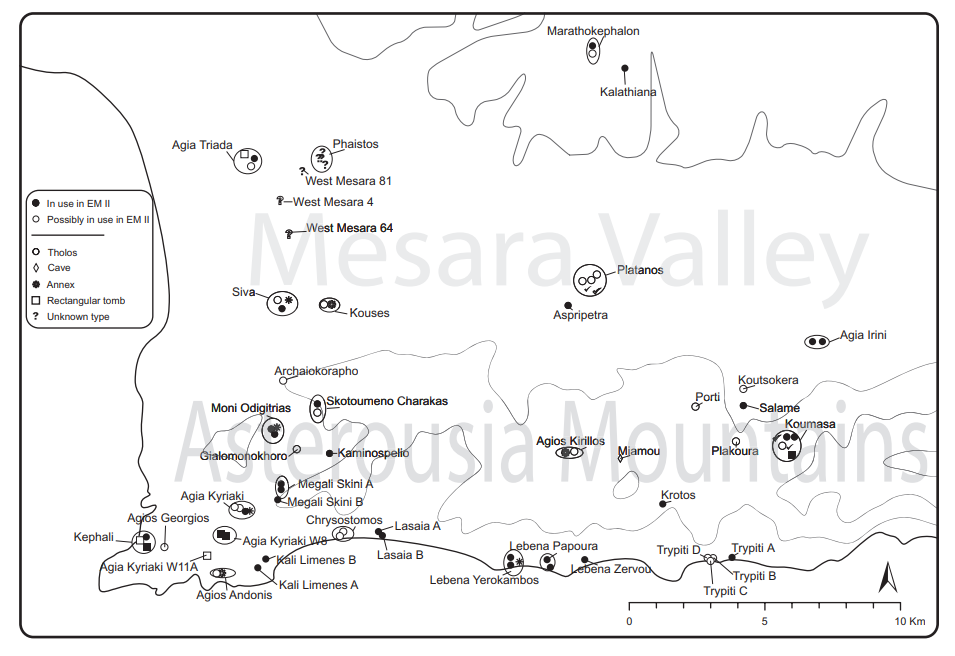 Marathokephalon
Kalathiana
Agia Triada
Phaistos
?
?
?
?
West Mesara 81
?
West Mesara 4
?
West Mesara 64
In use in EM II
Possibly in use in EM II
Tholos
Cave
Annex
Rectangular tomb
? Unknown type
Mesara Valley
Platanos
Siva
Kouses
Aspripetra
Agia Irini
Archaiokorapho
Koutsokera
Skotoumeno Charakas
Porti
Salame
Moni Odigitrias
Koumasa
Asterousia Mountains
Agios Kirillos
Mjamou
Plakoura
Gialomonokhoro
Kaminospelio
Megali Skini A
Agia Kyriaki
Megali Skini B
Krotos
Agios Georgios
Chrysostomos
Lasaia A
Kephali
Agia Kyriaki W8
Lasaia B
Lebena Papoura
Trypiti D
Trypiti A
Agia Kyriaki W11A
Kali Limenes B
Lebena Zervou
Trypiti B
Kali Limenes A
Lebena Yerokambos
Trypiti C
Agios Andonis
0
5
10 Km